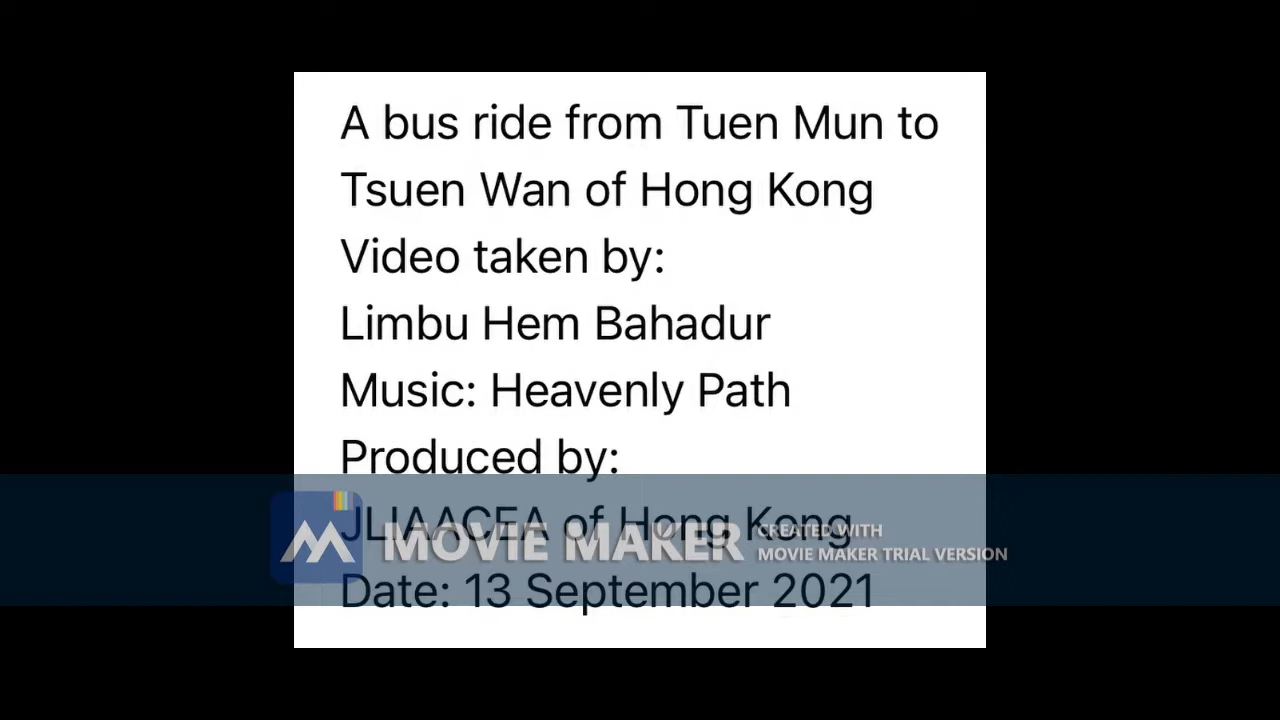 A bus ride from Tuen Mun to
Tsuen Wan of Hong Kong
Video taken by:
Limbu Hem Bahadur
Music: Heavenly Path
Produced by:
JLIAACEA of Hong Kong
MOVIE MAKER
CREATED WITH
MOVIE MAKER TRIAL VERSION
Date: 13 September 2021